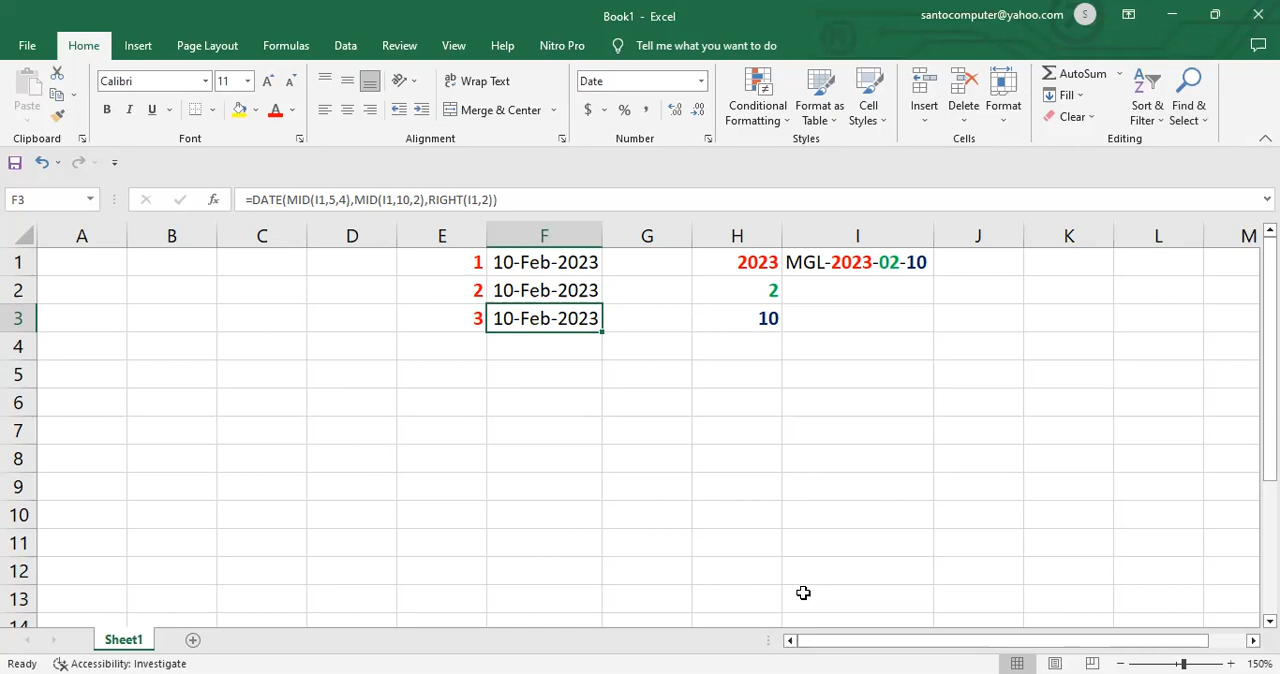 Book1 - Excel
santocomputer@yahoo.com
S
File Home Insert Page Layout Formulas Data Review View Help Nitro Pro Tell me what you want to do
Paste
Calibri 11
Wrap Text
Date
Conditional Formatting
Format as Table
Cell Styles
Insert
Delete
Format
AutoSum
Sort & Filter
Find & Select
B I U
Merge & Center
$ % ,
Fill
Clear
Clipboard Font Alignment Number Styles Cells Editing
F3 fx =DATE(MID(I1,5,4),MID(I1,10,2),RIGHT(I1,2))
A B C D E F G H I J K L M
1 1 10-Feb-2023 2023 MGL-2023-02-10
2 2 10-Feb-2023 2
3 3 10-Feb-2023 10
4
5
6
7
8
9
10
11
12
13
14
Sheet1
Ready Accessibility: Investigate 150%